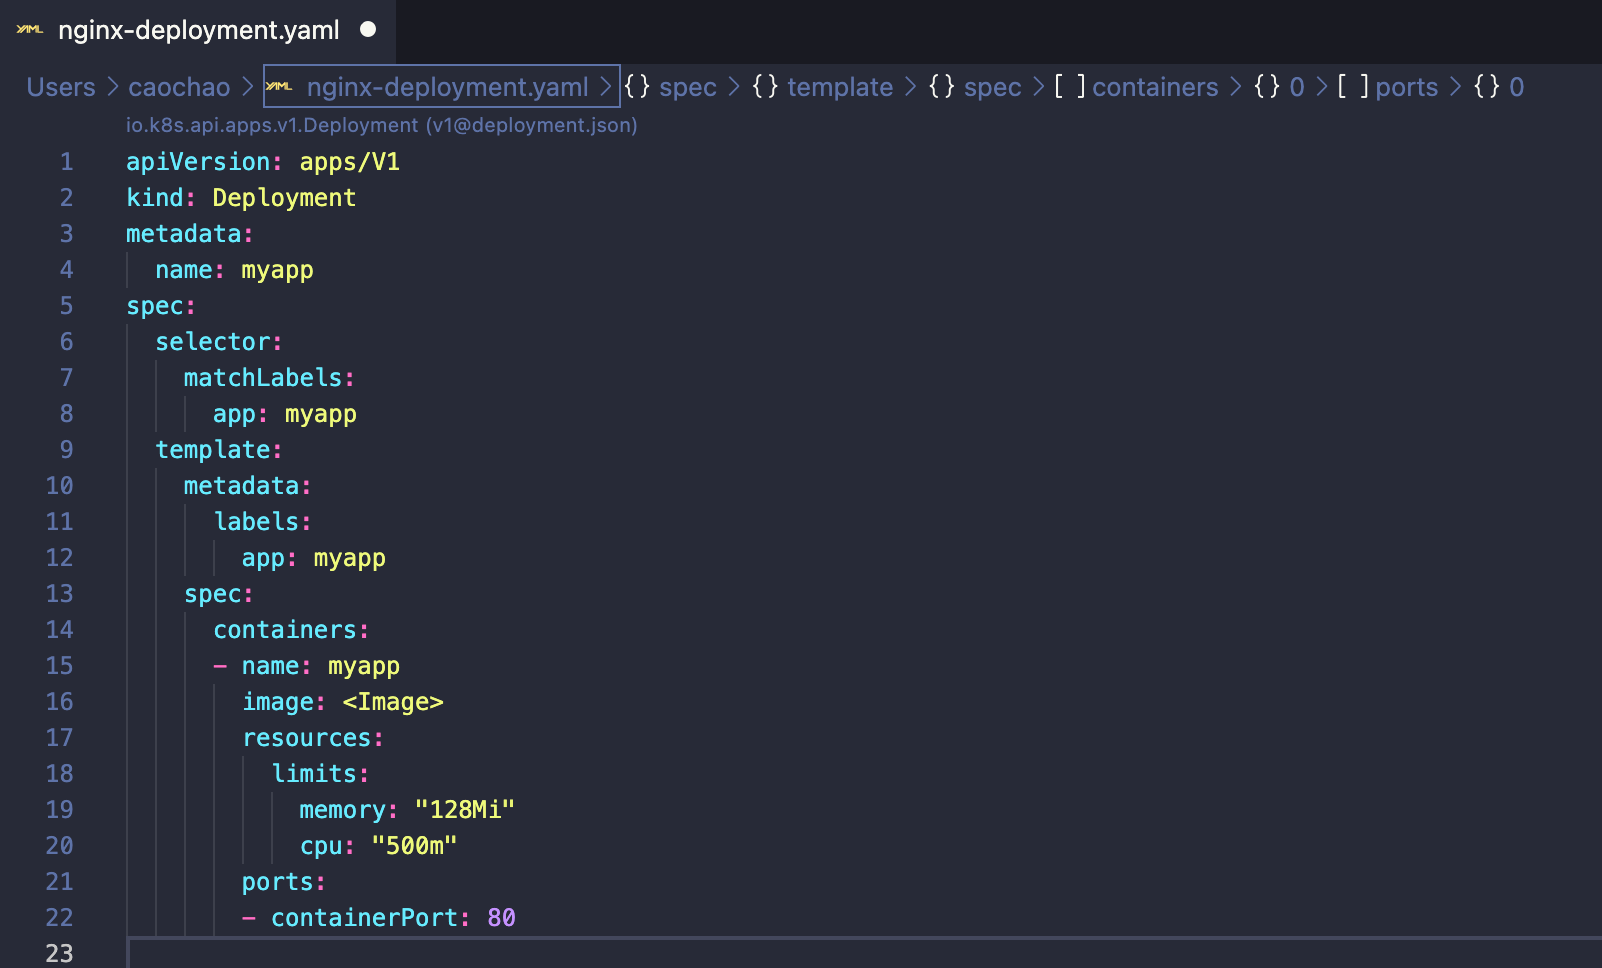 YAML nginx-deployment.yaml
Users > caochao > YAML nginx-deployment.yaml > {} spec > {} template > {} spec > [ ] containers > {} 0 > [ ] ports > {} 0
io.k8s.api.apps.v1.Deployment (v1@deployment.json)
1 apiVersion: apps/V1
2 kind: Deployment
3 metadata:
4   name: myapp
5 spec:
6   selector:
7     matchLabels:
8       app: myapp
9   template:
10     metadata:
11       labels:
12         app: myapp
13     spec:
14       containers:
15       - name: myapp
16         image: <Image>
17         resources:
18           limits:
19             memory: "128Mi"
20             cpu: "500m"
21         ports:
22         - containerPort: 80
23